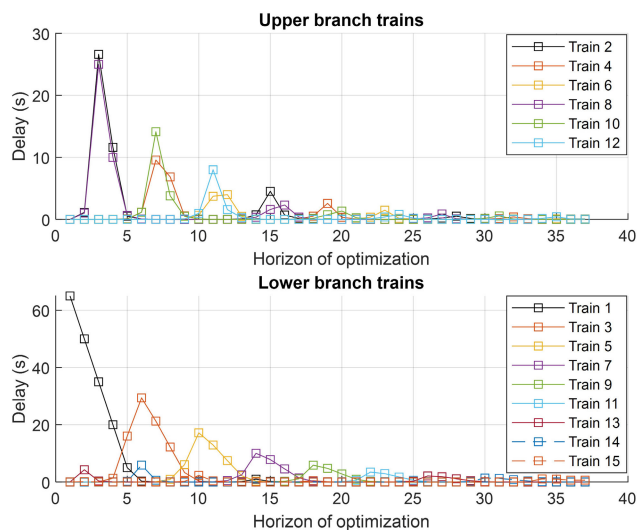 Upper branch trains
30
20
10
0
Delay (s)
0 5 10 15 20 25 30 35 40
Horizon of optimization
Train 2
Train 4
Train 6
Train 8
Train 10
Train 12
Lower branch trains
60
40
20
0
Delay (s)
0 5 10 15 20 25 30 35 40
Horizon of optimization
Train 1
Train 3
Train 5
Train 7
Train 9
Train 11
Train 13
Train 14
Train 15